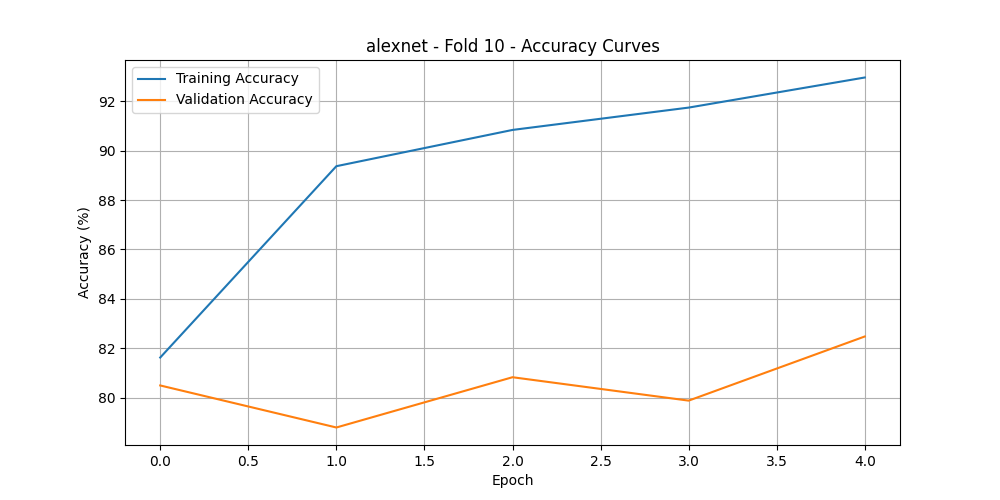 alexnet - Fold 10 - Accuracy Curves
Training Accuracy
Validation Accuracy
Accuracy (%)
92
90
88
86
84
82
80
0.0 0.5 1.0 1.5 2.0 2.5 3.0 3.5 4.0
Epoch